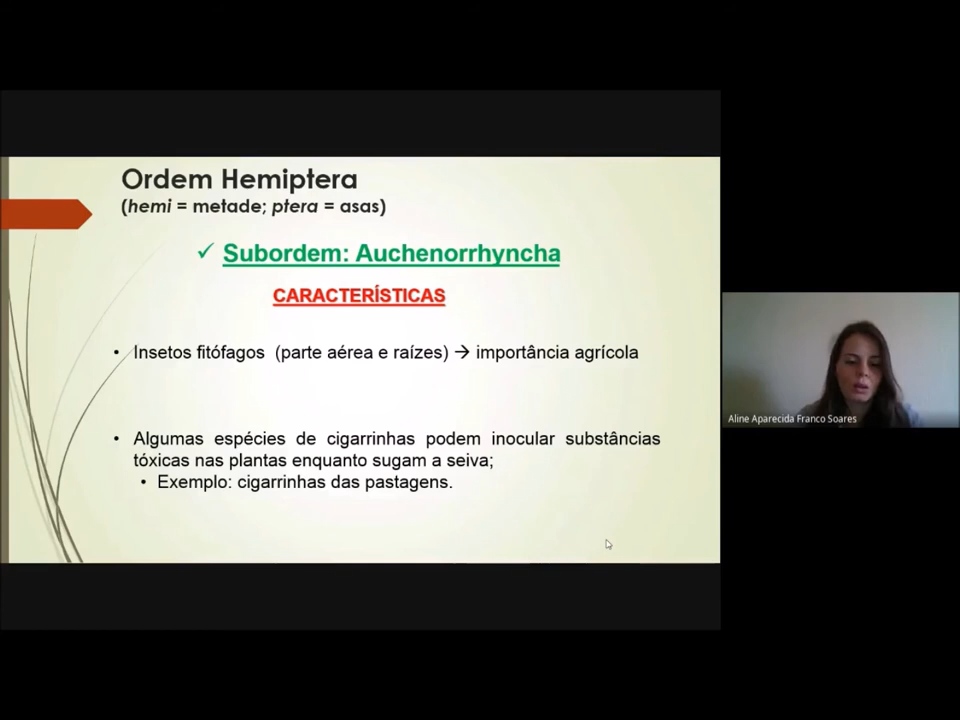 Ordem Hemiptera
(hemi = metade; ptera = asas)
✓ Subordem: Auchenorrhyncha
CARACTERÍSTICAS
• Insetos fitófagos (parte aérea e raízes) → importância agrícola
• Algumas espécies de cigarrinhas podem inocular substâncias
tóxicas nas plantas enquanto sugam a seiva;
• Exemplo: cigarrinhas das pastagens.
Aline Aparecida Franco Soares